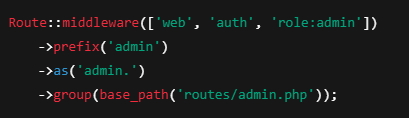 Route::middleware(['web', 'auth', 'role:admin'])
    ->prefix('admin')
    ->as('admin.')
    ->group(base_path('routes/admin.php'));